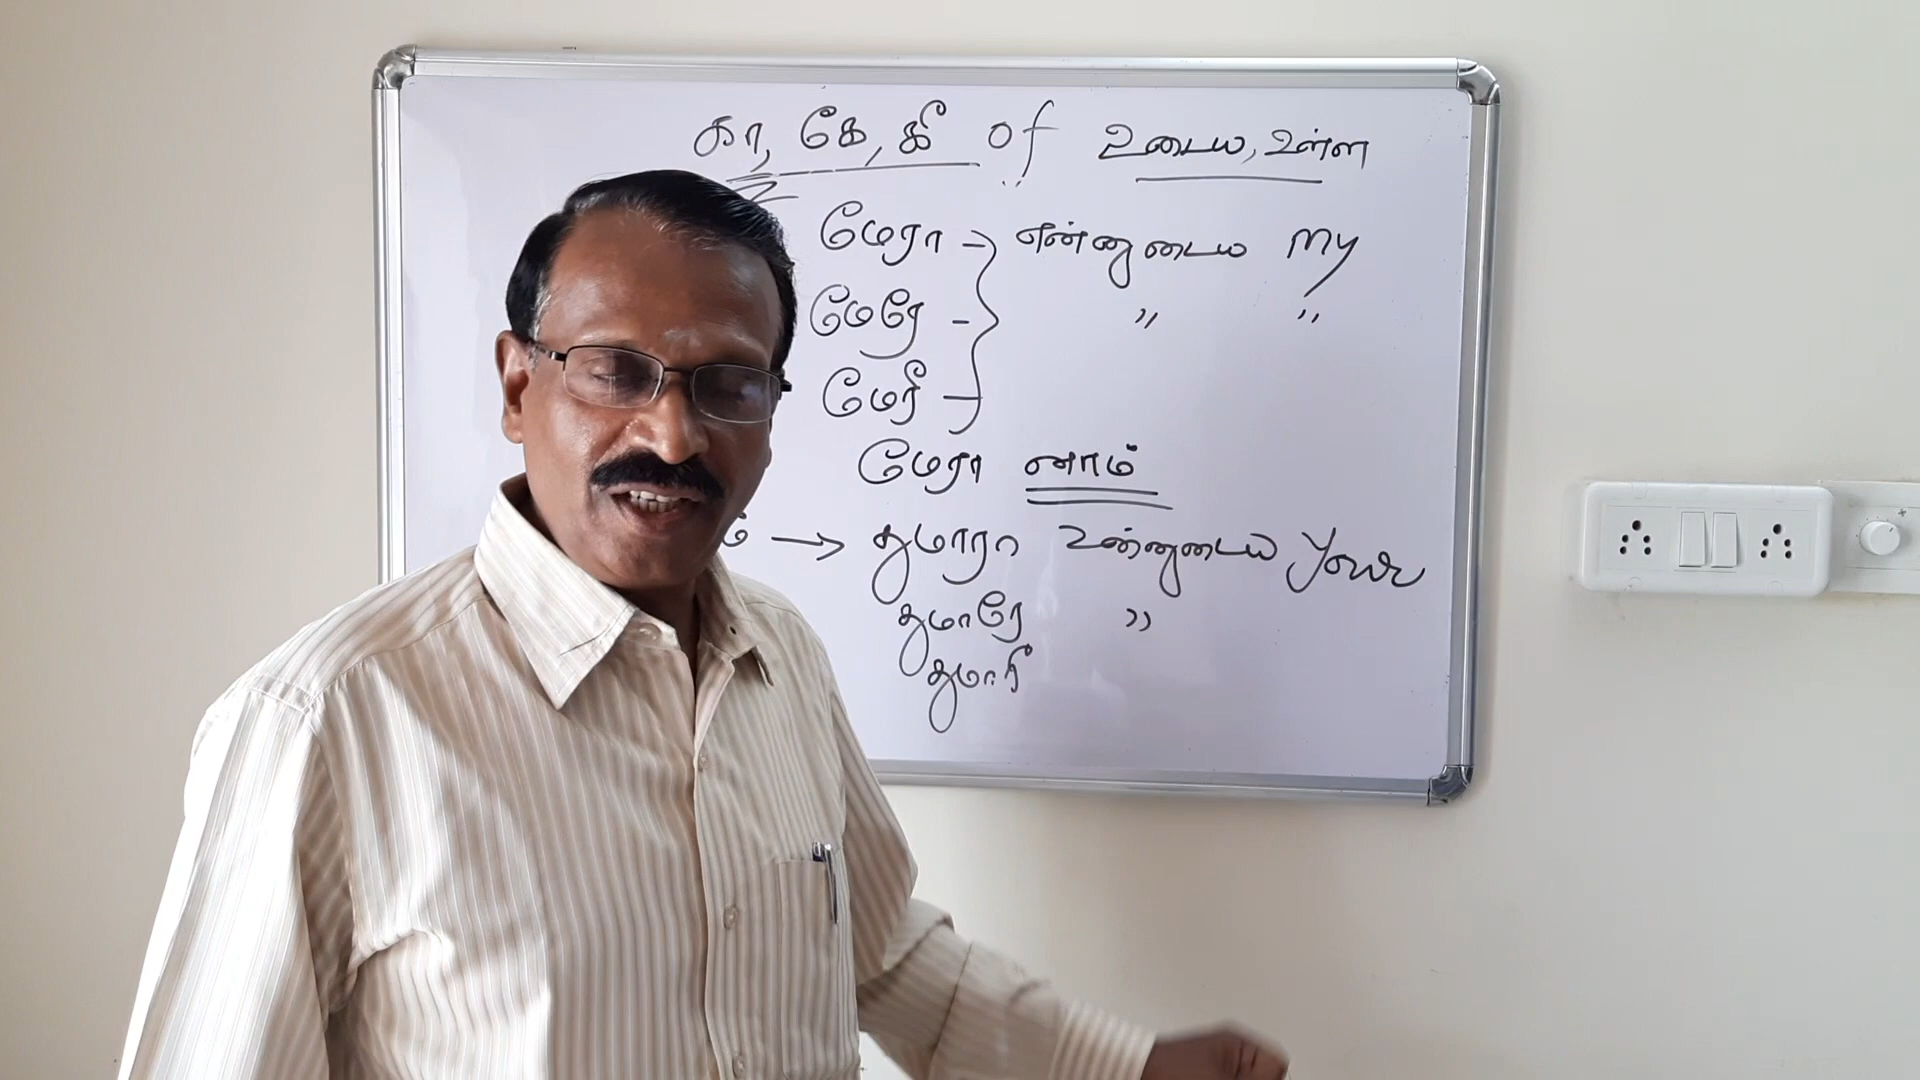 கா, கே, கீ of உடைய, உள்ள
மேரா - என்னுடைய my
மேரே - " "
மேரீ -
மேரா னாம்
ம் → துமாரா உன்னுடைய your
துமாரே "
துமாரீ